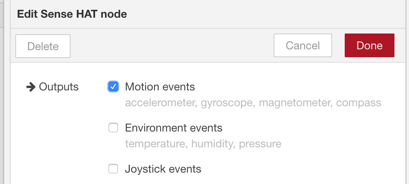 Edit Sense HAT node
Delete Cancel Done
Outputs Motion events
accelerometer, gyroscope, magnetometer, compass
Environment events
temperature, humidity, pressure
Joystick events